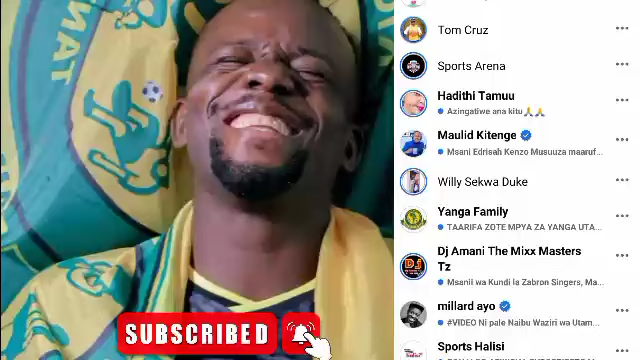 Tom Cruz
Sports Arena
Hadithi Tamuu
Azingatiwe ana kitu🙏🙏
Maulid Kitenge
Msani Edrisah Kenzo Musuuza maaruf...
Willy Sekwa Duke
Yanga Family
TAARIFA ZOTE MPYA ZA YANGA UTA...
Dj Amani The Mixx Masters
Tz
Msanii wa Kundi la Zabron Singers, Ma...
millard ayo
#VIDEO Ni pale Naibu Waziri wa Utam...
Sports Halisi
SUBSCRIBED